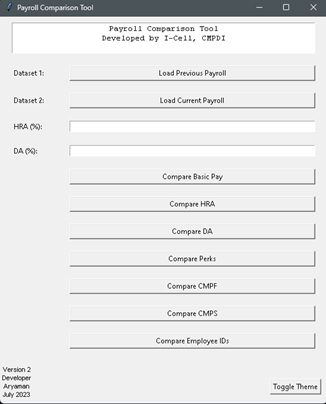 Payroll Comparison Tool
Payroll Comparison Tool
Developed by I-Cell, CMPDI
Dataset 1: Load Previous Payroll
Dataset 2: Load Current Payroll
HRA (%):
DA (%):
Compare Basic Pay
Compare HRA
Compare DA
Compare Perks
Compare CMPF
Compare CMPS
Compare Employee IDs
Version 2
Developer
Aryaman
July 2023
Toggle Theme